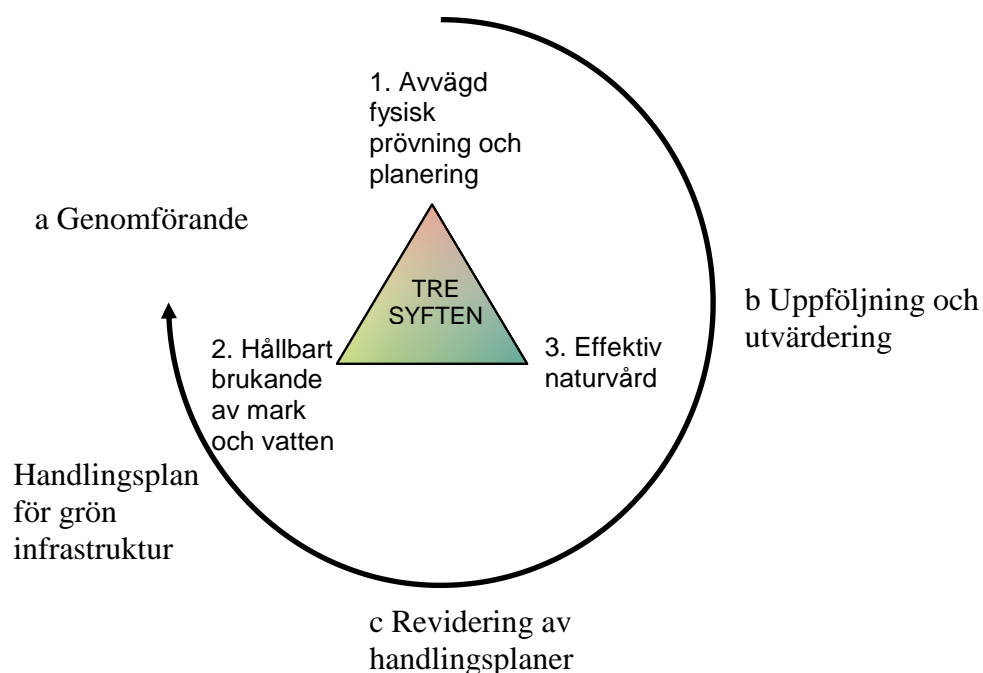 1. Avvägd
fysisk
prövning och
planering
a Genomförande
TRE
SYFTEN
b Uppföljning och
utvärdering
2. Hållbart
brukande
av mark
och vatten
3. Effektiv
naturvård
Handlingsplan
för grön
infrastruktur
c Revidering av
handlingsplaner